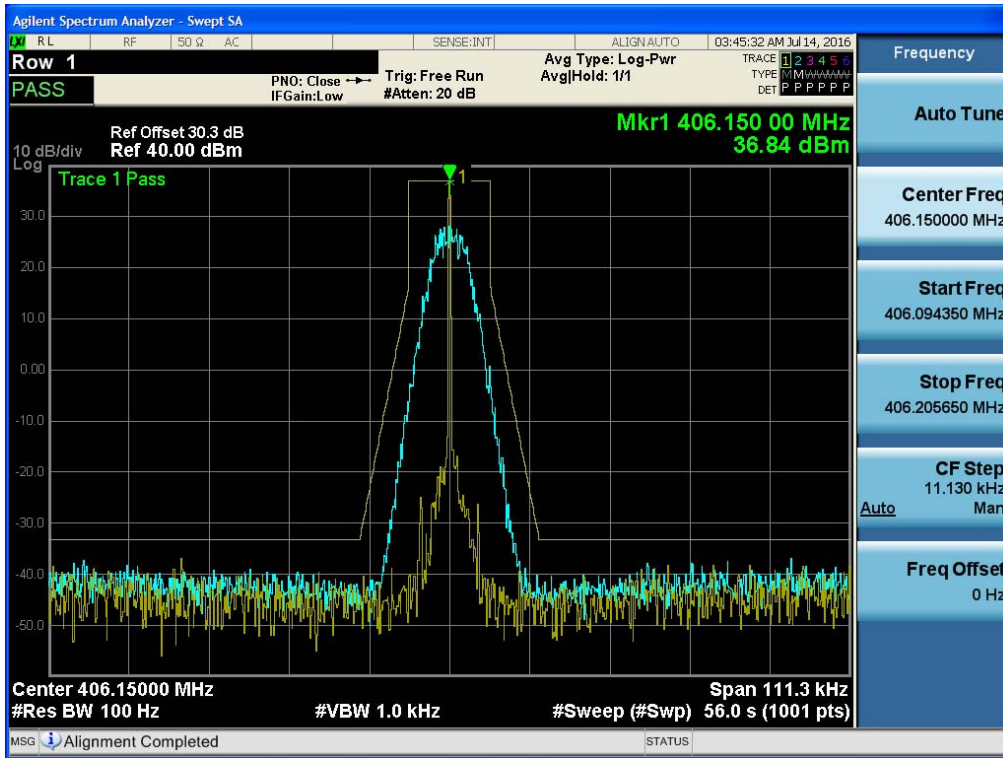 Agilent Spectrum Analyzer - Swept SA
LXI RL RF 50 Ω AC SENSE:INT ALIGN AUTO 03:45:32 AM Jul 14, 2016
Row 1
PASS
PNO: Close
IFGain:Low
Trig: Free Run
#Atten: 20 dB
Avg Type: Log-Pwr
Avg|Hold: 1/1
TRACE 1 2 3 4 5 6
TYPE M M W W W W
DET P P P P P P
Mkr1 406.150 00 MHz
36.84 dBm
Ref Offset 30.3 dB
10 dB/div Ref 40.00 dBm
Log
Trace 1 Pass
1
30.0
20.0
10.0
0.00
-10.0
-20.0
-30.0
-40.0
-50.0
Center 406.15000 MHz Span 111.3 kHz
#Res BW 100 Hz #VBW 1.0 kHz #Sweep (#Swp) 56.0 s (1001 pts)
MSG Alignment Completed STATUS
Frequency
Auto Tune
Center Freq
406.150000 MHz
Start Freq
406.094350 MHz
Stop Freq
406.205650 MHz
CF Step
11.130 kHz
Auto Man
Freq Offset
0 Hz